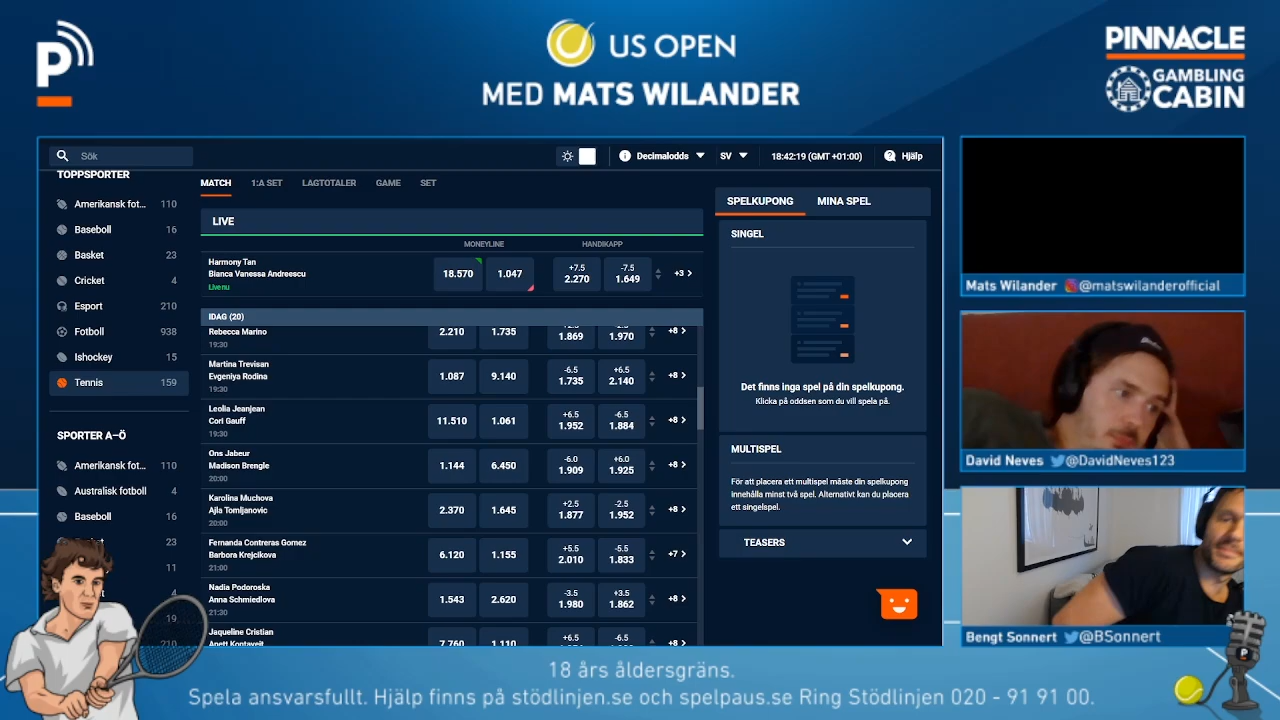 P
US OPEN
MED MATS WILANDER
PINNACLE
GAMBLING
CABIN
Sök
Decimalodds
SV
18:42:19 (GMT +01:00)
Hjälp
TOPPSPORTER
Amerikansk fot... 110
Baseboll 16
Basket 23
Cricket 4
Esport 210
Fotboll 938
Ishockey 15
Tennis 159
SPORTER A–Ö
Amerikansk fot... 110
Australisk fotboll 4
Baseboll 16
23
11
4
19
210
MATCH 1:A SET LAGTOTALER GAME SET
LIVE
MONEYLINE HANDIKAPP
Harmony Tan
Bianca Vanessa Andreescu
Live nu
18.570 1.047 +7.5 2.270 -7.5 1.649 +3
IDAG (20)
Rebecca Marino
19:30
2.210 1.735 1.869 1.970 +8
Martina Trevisan
Evgeniya Rodina
19:30
1.087 9.140 -6.5 1.735 +6.5 2.140 +8
Leolia Jeanjean
Cori Gauff
19:30
11.510 1.061 +6.5 1.952 -6.5 1.884 +8
Ons Jabeur
Madison Brengle
20:00
1.144 6.450 -6.0 1.909 +6.0 1.925 +8
Karolina Muchova
Ajla Tomljanovic
20:00
2.370 1.645 +2.5 1.877 -2.5 1.952 +8
Fernanda Contreras Gomez
Barbora Krejcikova
21:00
6.120 1.155 +5.5 2.010 -5.5 1.833 +7
Nadia Podoroska
Anna Schmiedlova
21:30
1.543 2.620 -3.5 1.980 +3.5 1.862 +8
Jaqueline Cristian
Anett Kontaveit
7.760 1.110 +6.5 -6.5 +8
SPELKUPONG MINA SPEL
SINGEL
Det finns inga spel på din spelkupong.
Klicka på oddsen som du vill spela på.
MULTISPEL
För att placera ett multispel måste din spelkupong
innehålla minst två spel. Alternativt kan du placera
ett singelspel.
TEASERS
Mats Wilander @matswilanderofficial
David Neves @DavidNeves123
Bengt Sonnert @BSonnert
P
18 års åldersgräns.
Spela ansvarsfullt. Hjälp finns på stödlinjen.se och spelpaus.se Ring Stödlinjen 020 - 91 91 00.